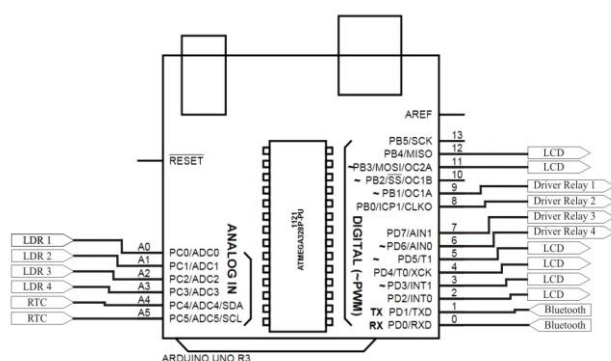 AREF
PB5/SCK 13
PB4/MISO 12 LCD
~PB3/MOSI/OC2A 11 LCD
~ PB2/SS/OC1B 10
~ PB1/OC1A 9 Driver Relay 1
PB0/ICP1/CLKO 8 Driver Relay 2
PD7/AIN1 7 Driver Relay 3
~PD6/AIN0 6 Driver Relay 4
~ PD5/T1 5 LCD
PD4/T0/XCK 4 LCD
~PD3/INT1 3 LCD
PD2/INT0 2 LCD
TX PD1/TXD 1 Bluetooth
RX PD0/RXD 0 Bluetooth
RESET
LDR 1 A0 PC0/ADC0
LDR 2 A1 PC1/ADC1
LDR 3 A2 PC2/ADC2
LDR 4 A3 PC3/ADC3
RTC A4 PC4/ADC4/SDA
RTC A5 PC5/ADC5/SCL
ANALOG IN
ATMEGA328P-PU
1121
DIGITAL (~PWM)
ARDUINO UNO R3